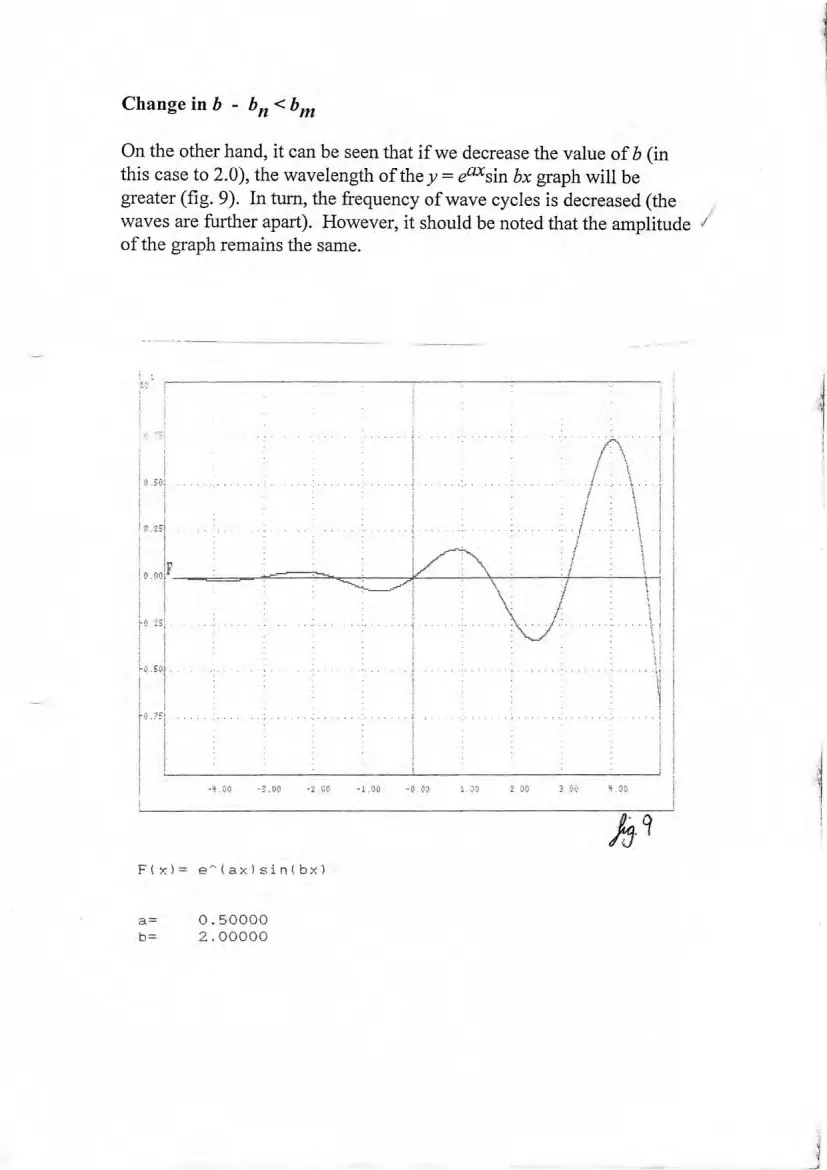 Change in b - bn < bm
On the other hand, it can be seen that if we decrease the value of b (in
this case to 2.0), the wavelength of the y = e^ax sin bx graph will be
greater (fig. 9). In turn, the frequency of wave cycles is decreased (the
waves are further apart). However, it should be noted that the amplitude ✓
of the graph remains the same.
0.75
0.50
0.25
0.00 F
-0.25
-0.50
-0.75
-4.00 -3.00 -2.00 -1.00 -0.00 1.00 2.00 3.00 4.00
fig. 9
F(x)= e^(ax)sin(bx)
a= 0.50000
b= 2.00000